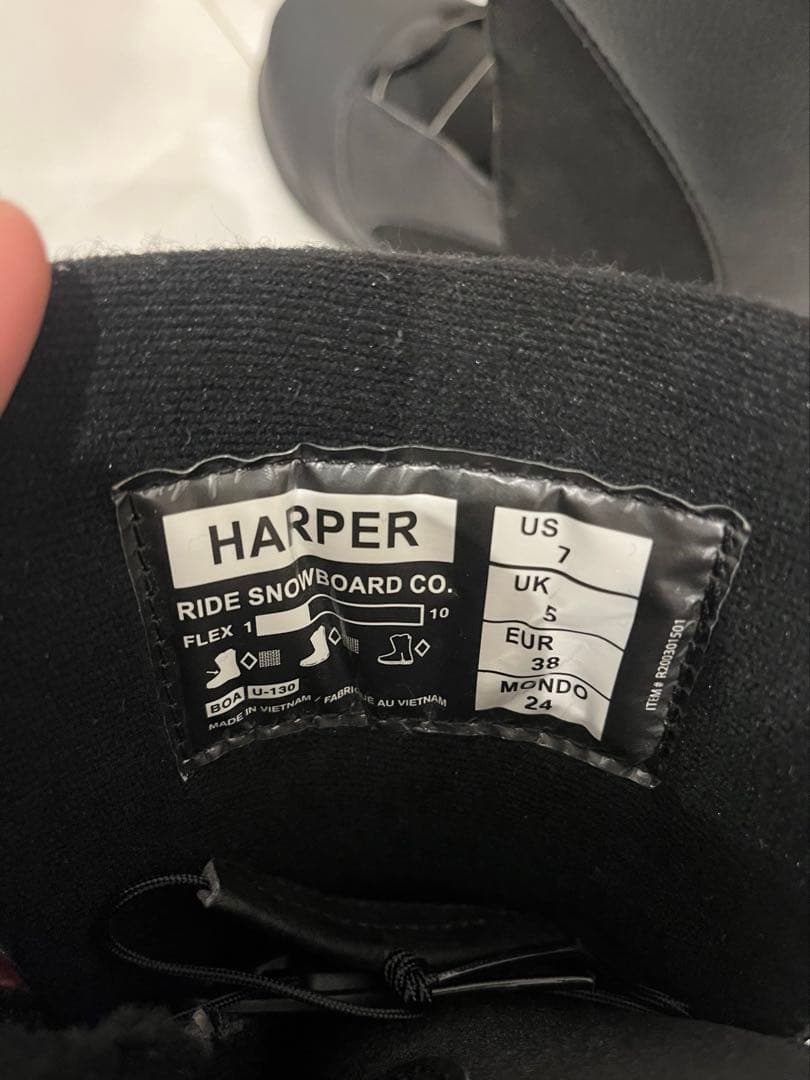 HARPER
RIDE SNOWBOARD CO.
FLEX 1 10
BOA U-130
MADE IN VIETNAM / FABRIQUE AU VIETNAM
US
7
UK
5
EUR
38
MONDO
24
ITEM# R200301501